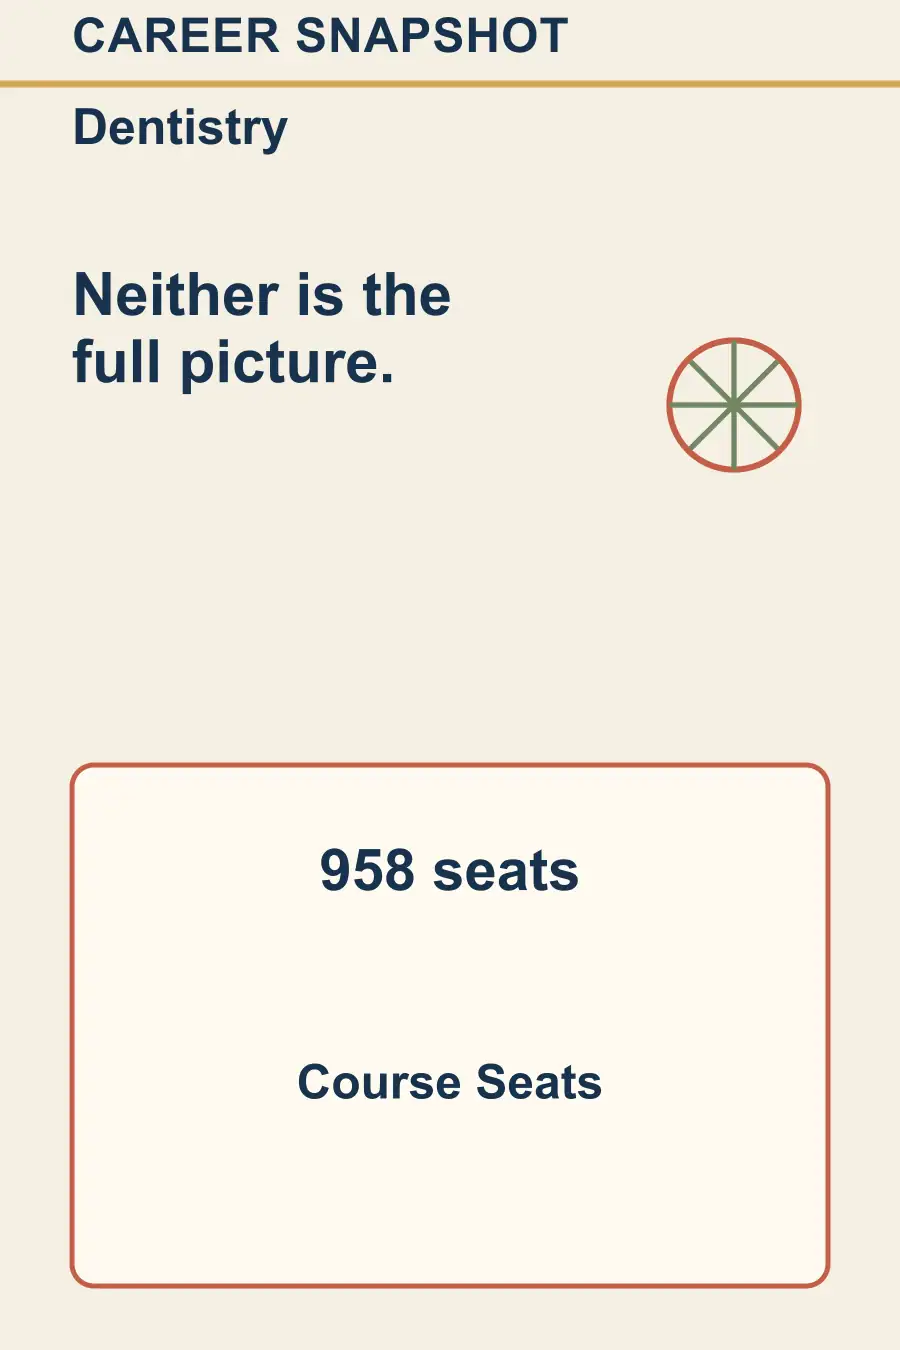 CAREER SNAPSHOT
Dentistry
Neither is the
full picture.
958 seats
Course Seats